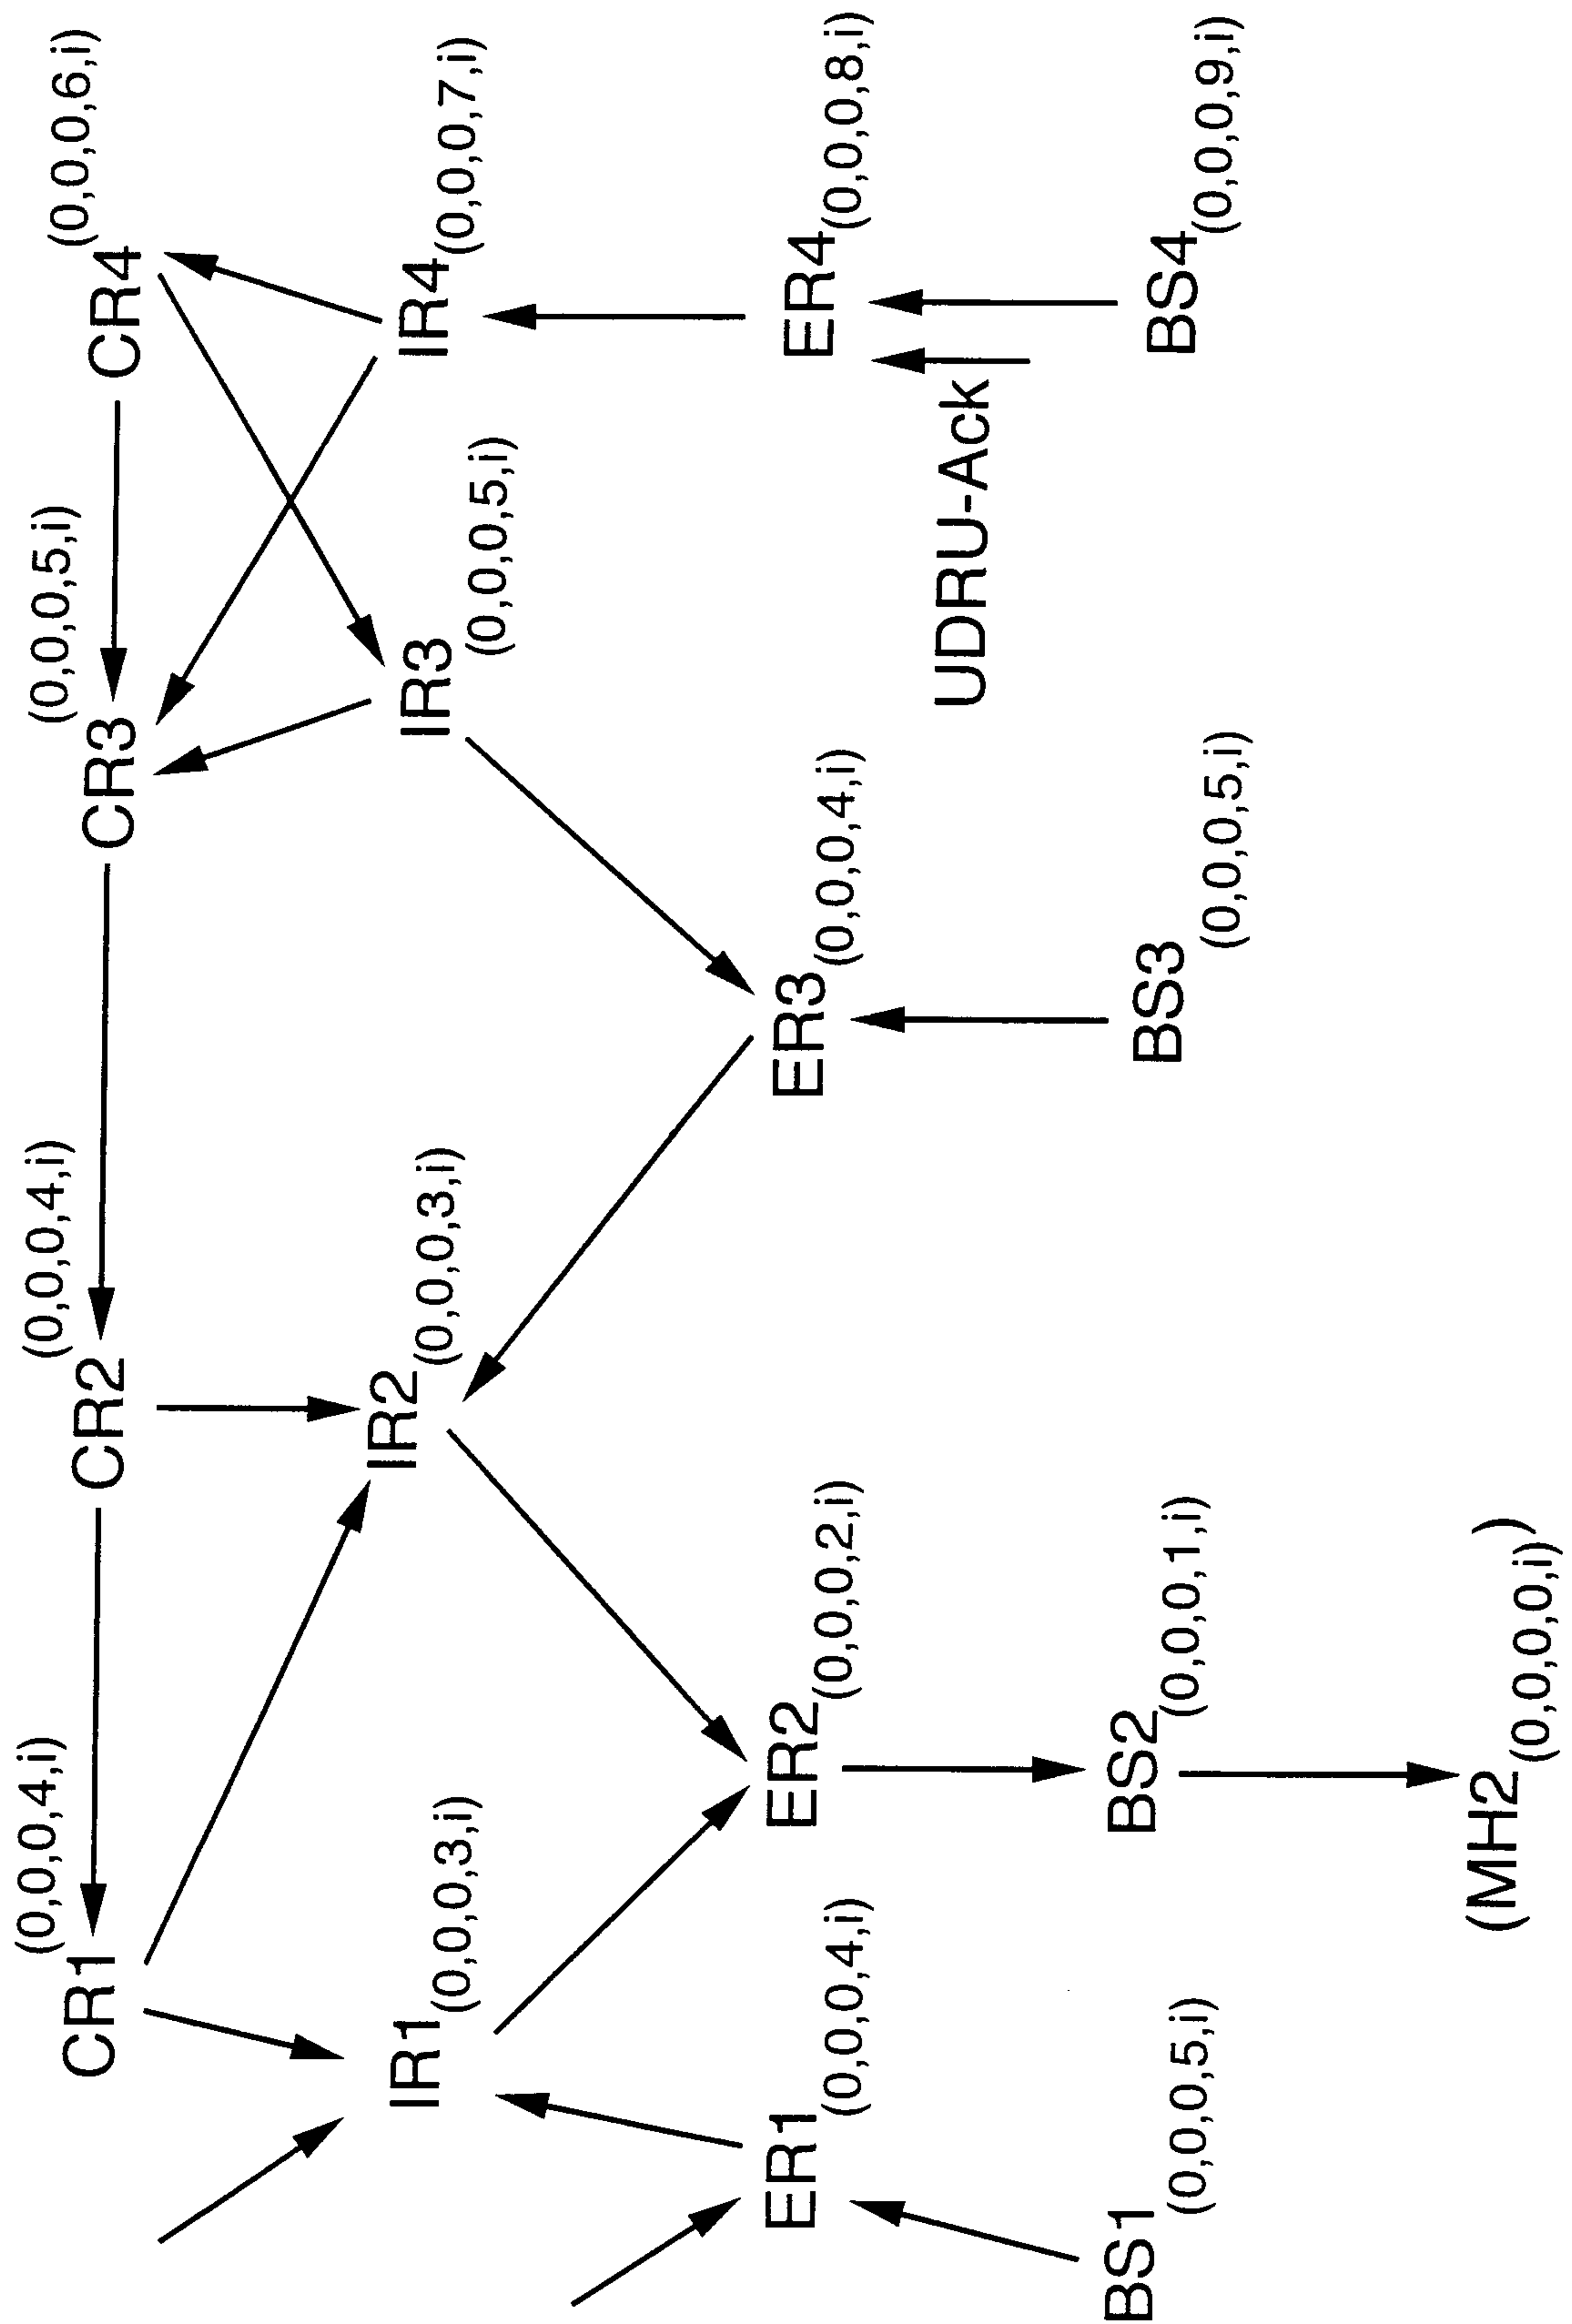 CR1 (0,0,0,4,i)
CR2 (0,0,0,4,i)
CR3 (0,0,0,5,i)
CR4 (0,0,0,6,i)
IR1 (0,0,0,3,i)
IR2 (0,0,0,3,i)
IR3 (0,0,0,5,i)
IR4 (0,0,0,7,i)
ER1 (0,0,0,4,i)
ER2 (0,0,0,2,i)
ER3 (0,0,0,4,i)
ER4 (0,0,0,8,i)
UDRU-Ack
BS1 (0,0,0,5,i)
BS2 (0,0,0,1,i)
BS3 (0,0,0,5,i)
BS4 (0,0,0,9,i)
(MH2 (0,0,0,0,i))